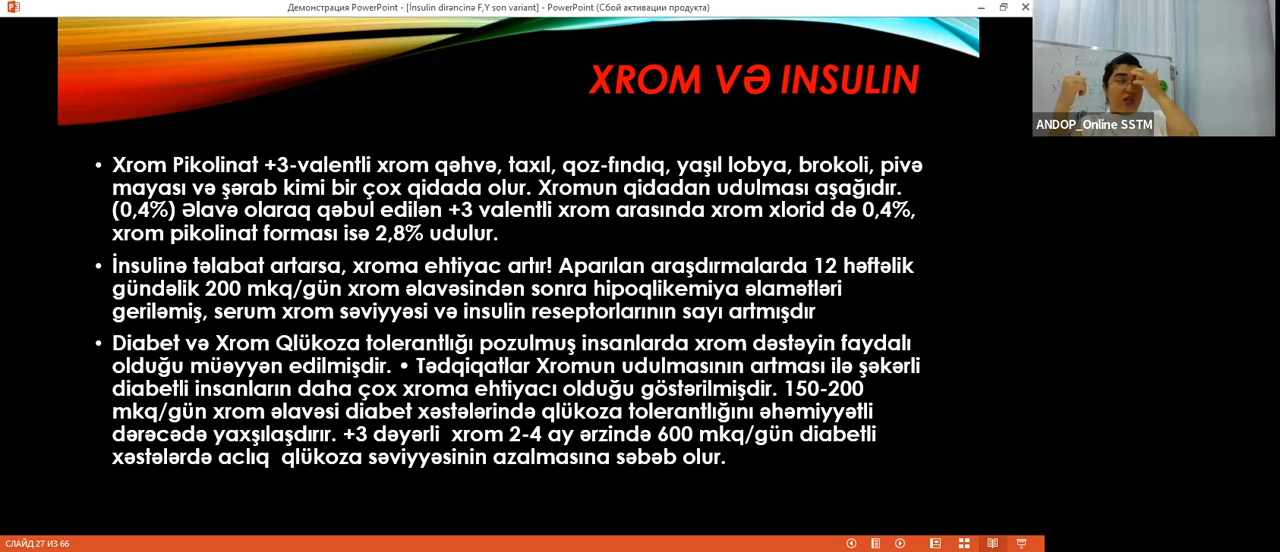 Демонстрация PowerPoint - [İnsulin dirəncinə F,Y son variant] - PowerPoint (Сбой активации продукта)
XROM VƏ INSULIN
ANDOP_Online SSTM
• Xrom Pikolinat +3-valentli xrom qəhvə, taxıl, qoz-fındıq, yaşıl lobya, brokoli, pivə
mayası və şərab kimi bir çox qidada olur. Xromun qidadan udulması aşağıdır.
(0,4%) Əlavə olaraq qəbul edilən +3 valentli xrom arasında xrom xlorid də 0,4%,
xrom pikolinat forması isə 2,8% udulur.
• İnsulinə təlabat artarsa, xroma ehtiyac artır! Aparılan araşdırmalarda 12 həftəlik
gündəlik 200 mkq/gün xrom əlavəsindən sonra hipoqlikemiya əlamətləri
geriləmiş, serum xrom səviyyəsi və insulin reseptorlarının sayı artmışdır
• Diabet və Xrom Qlükoza tolerantlığı pozulmuş insanlarda xrom dəstəyin faydalı
olduğu müəyyən edilmişdir. • Tədqiqatlar Xromun udulmasının artması ilə şəkərli
diabetli insanların daha çox xroma ehtiyacı olduğu göstərilmişdir. 150-200
mkq/gün xrom əlavəsi diabet xəstələrində qlükoza tolerantlığını əhəmiyyətli
dərəcədə yaxşılaşdırır. +3 dəyərli xrom 2-4 ay ərzində 600 mkq/gün diabetli
xəstələrdə aclıq qlükoza səviyyəsinin azalmasına səbəb olur.
СЛАЙД 27 ИЗ 66